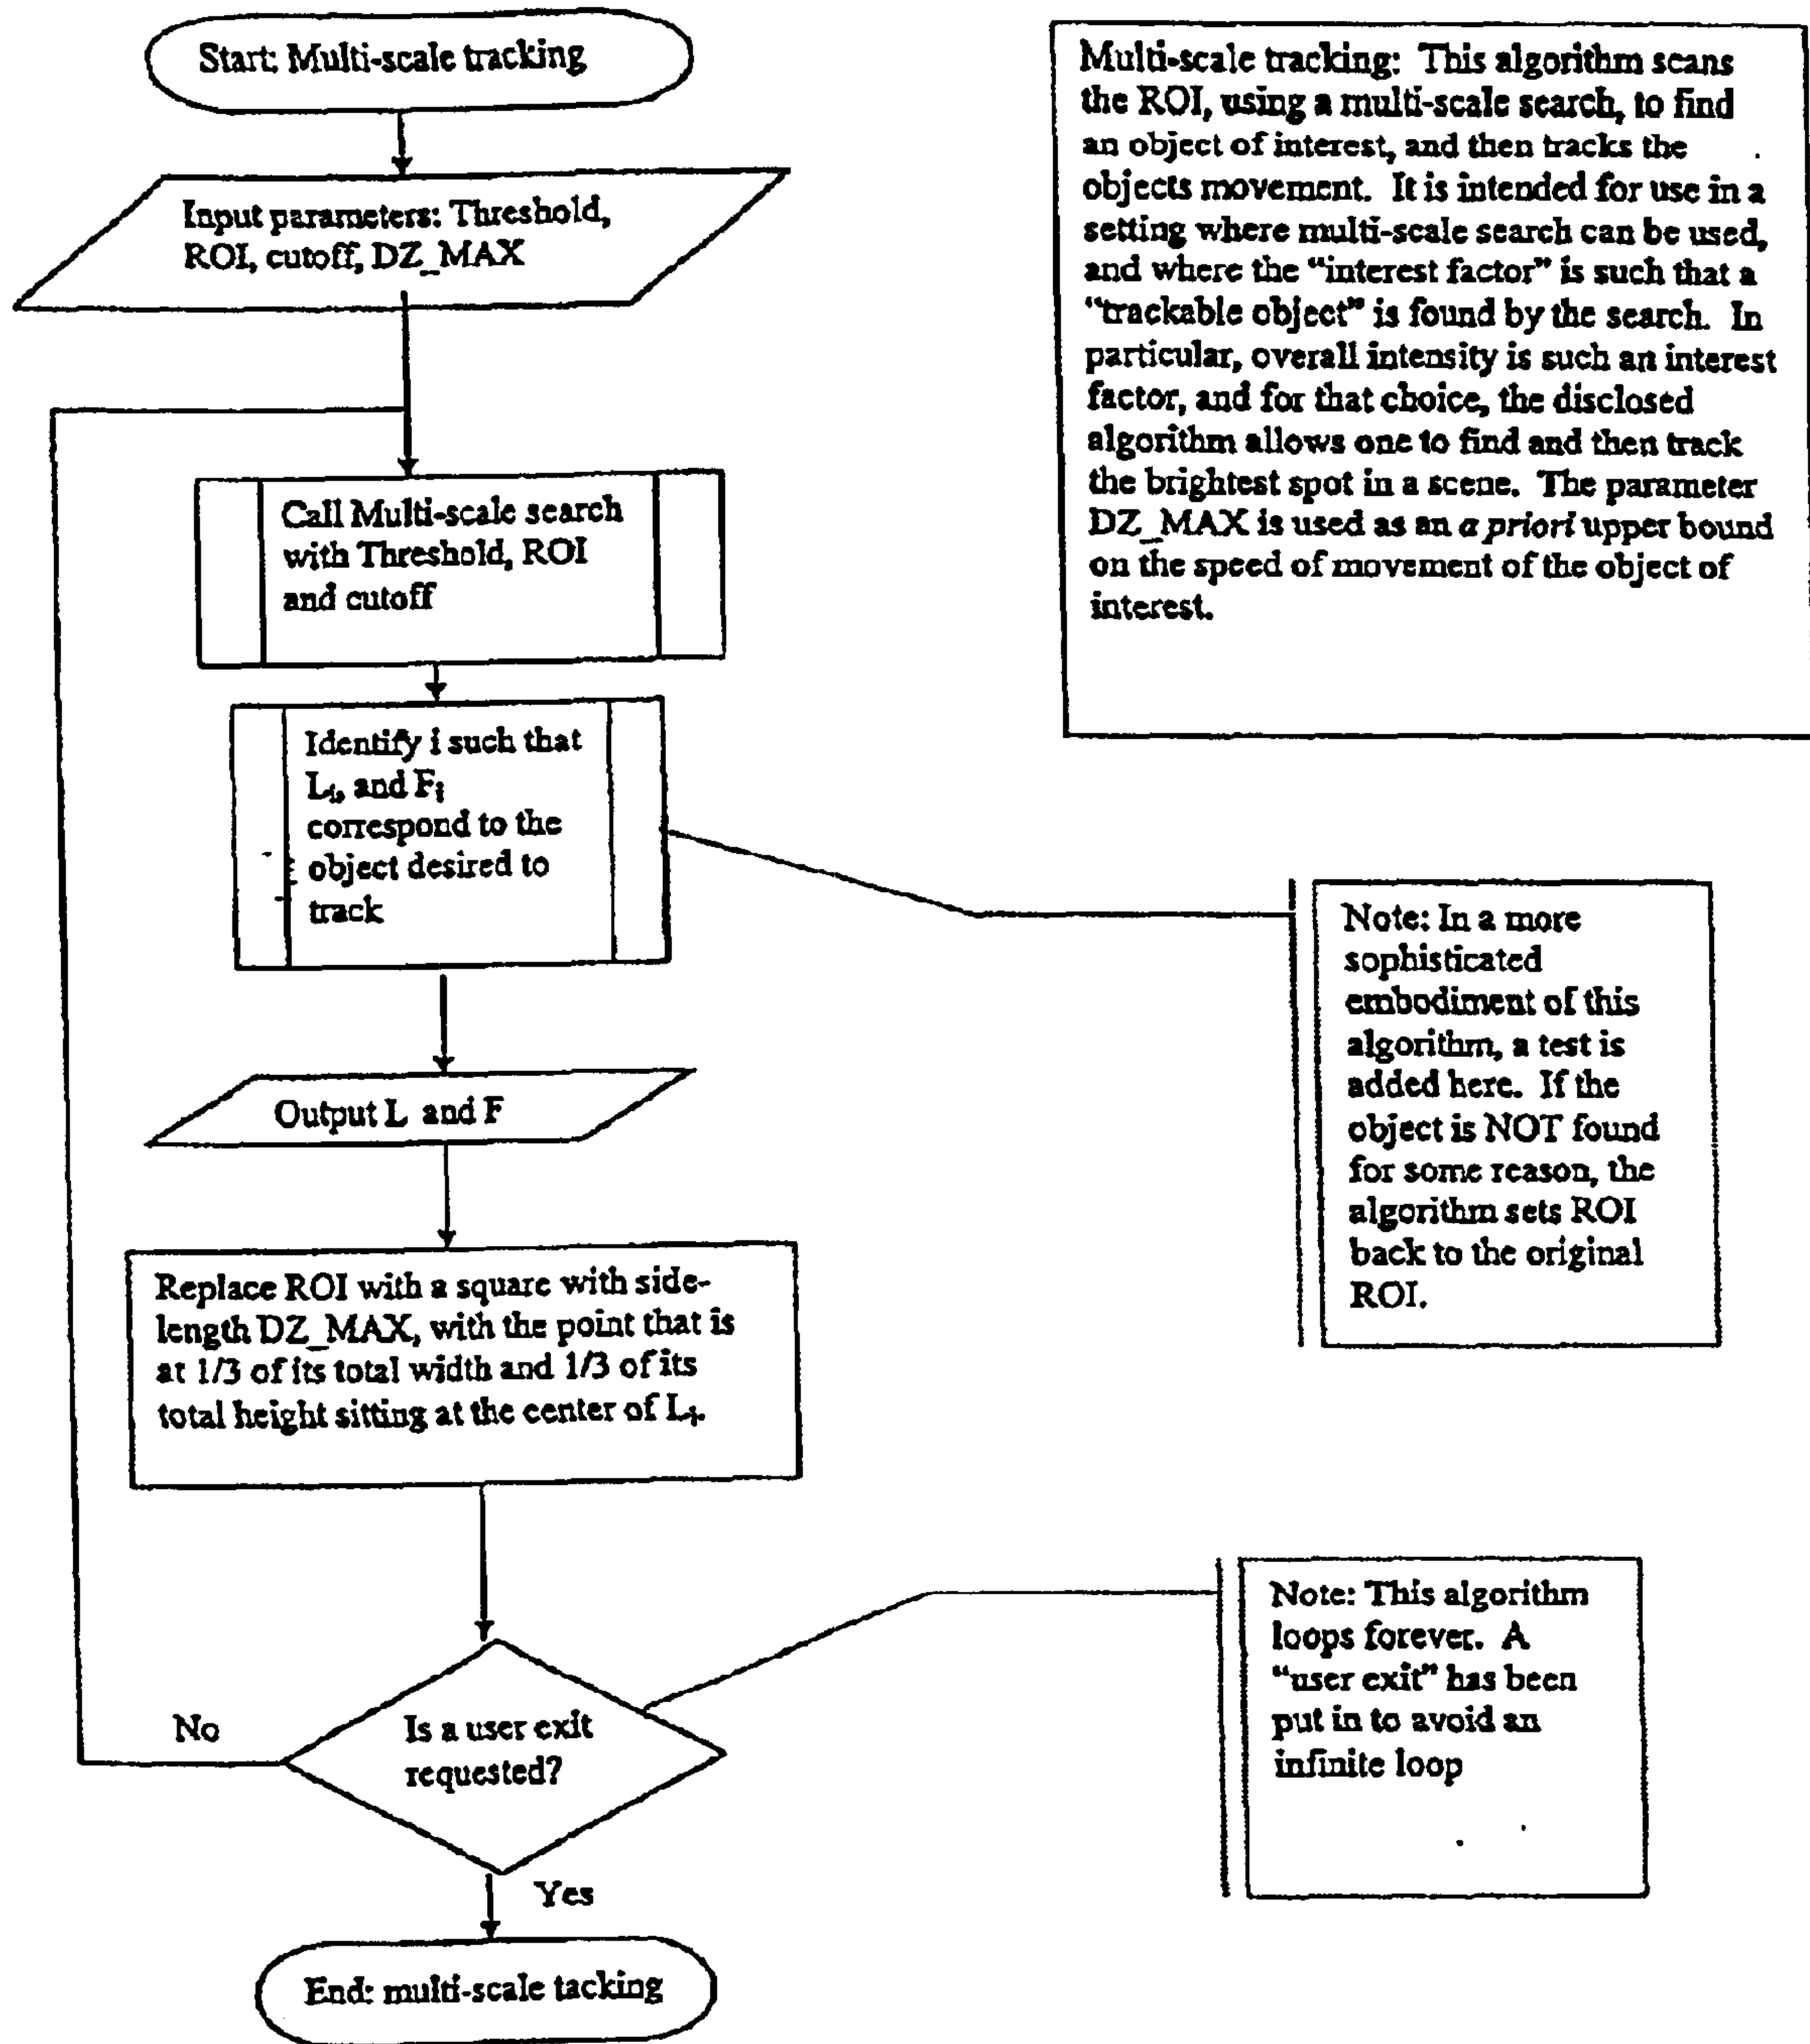 Start: Multi-scale tracking
Input parameters: Threshold,
ROI, cutoff, DZ_MAX
Call Multi-scale search
with Threshold, ROI
and cutoff
Identify i such that
Lᵢ, and Fᵢ
correspond to the
object desired to
track
Output L and F
Replace ROI with a square with side-
length DZ_MAX, with the point that is
at 1/3 of its total width and 1/3 of its
total height sitting at the center of Lᵢ.
Is a user exit
requested?
No
Yes
End: multi-scale tacking
Multi-scale tracking: This algorithm scans
the ROI, using a multi-scale search, to find
an object of interest, and then tracks the
objects movement. It is intended for use in a
setting where multi-scale search can be used,
and where the “interest factor” is such that a
“trackable object” is found by the search. In
particular, overall intensity is such an interest
factor, and for that choice, the disclosed
algorithm allows one to find and then track
the brightest spot in a scene. The parameter
DZ_MAX is used as an a priori upper bound
on the speed of movement of the object of
interest.
Note: In a more
sophisticated
embodiment of this
algorithm, a test is
added here. If the
object is NOT found
for some reason, the
algorithm sets ROI
back to the original
ROI.
Note: This algorithm
loops forever. A
“user exit” has been
put in to avoid an
infinite loop